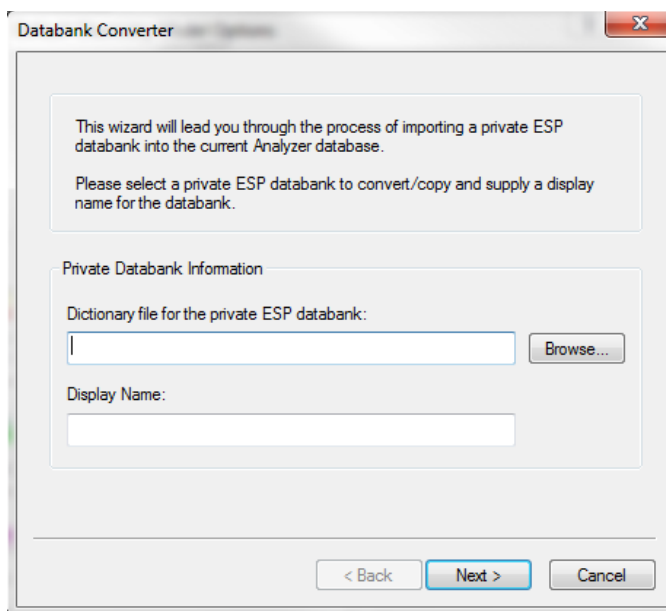 Databank Converter
This wizard will lead you through the process of importing a private ESP
databank into the current Analyzer database.
Please select a private ESP databank to convert/copy and supply a display
name for the databank.
Private Databank Information
Dictionary file for the private ESP databank:
Browse...
Display Name:
< Back Next > Cancel